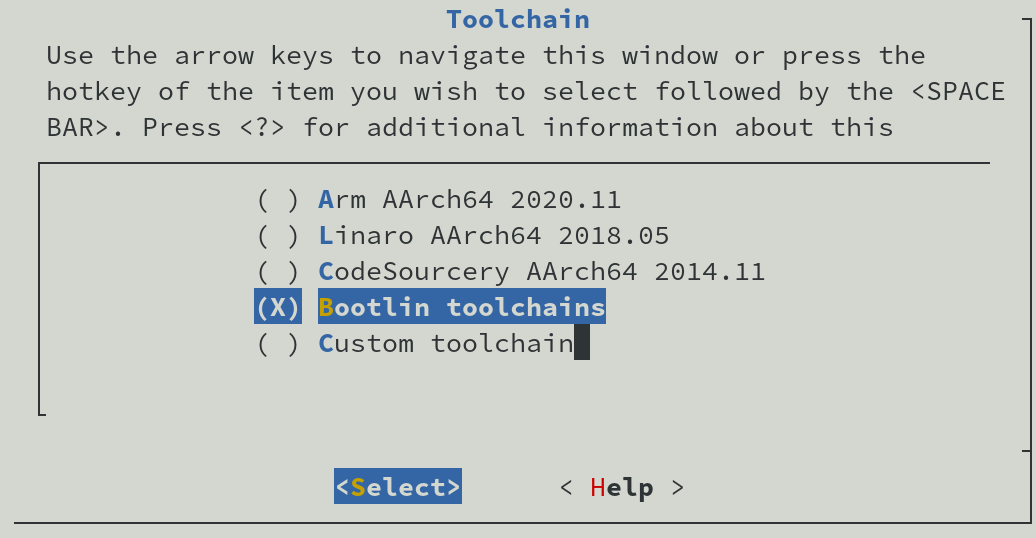 Toolchain
Use the arrow keys to navigate this window or press the
hotkey of the item you wish to select followed by the <SPACE
BAR>. Press <?> for additional information about this
( ) Arm AArch64 2020.11
( ) Linaro AArch64 2018.05
( ) CodeSourcery AArch64 2014.11
(X) Bootlin toolchains
( ) Custom toolchain
<Select> < Help >